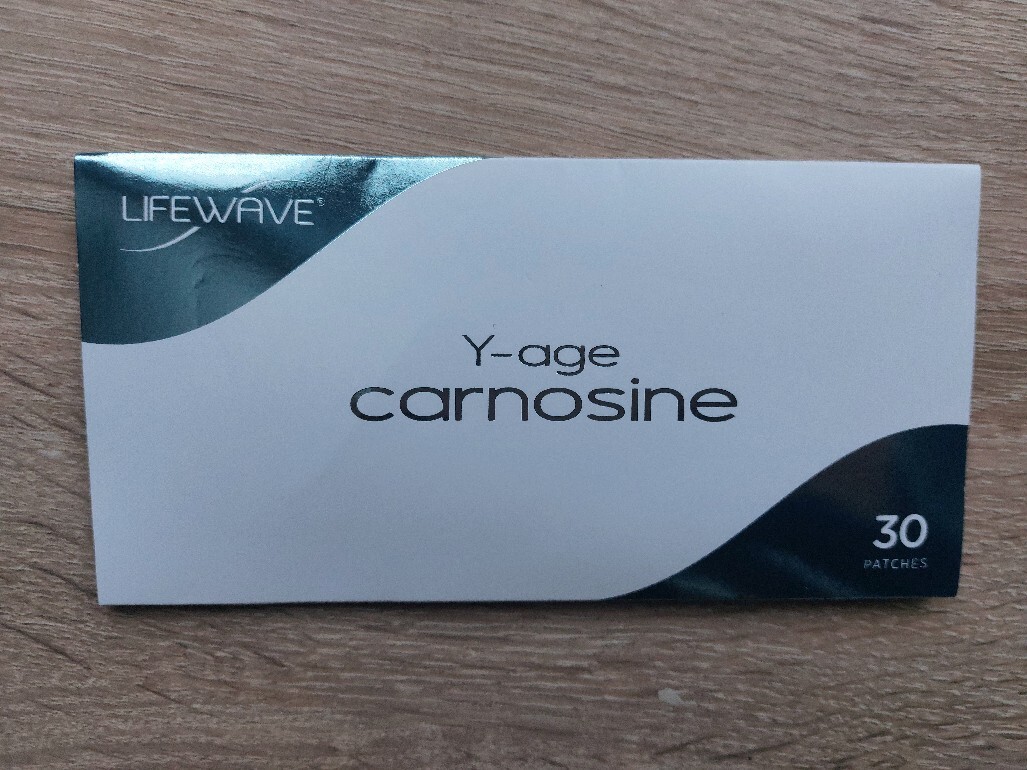 LIFEWAVE®
Y-age
carnosine
30
PATCHES